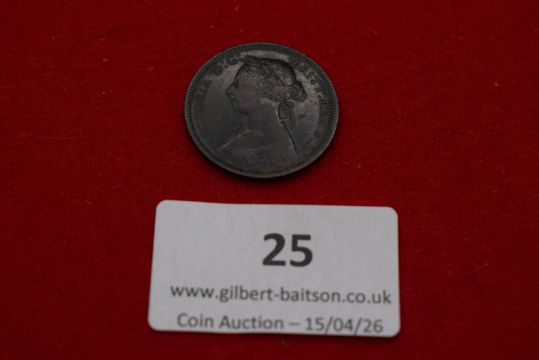 25
www.gilbert-baitson.co.uk
Coin Auction – 15/04/26